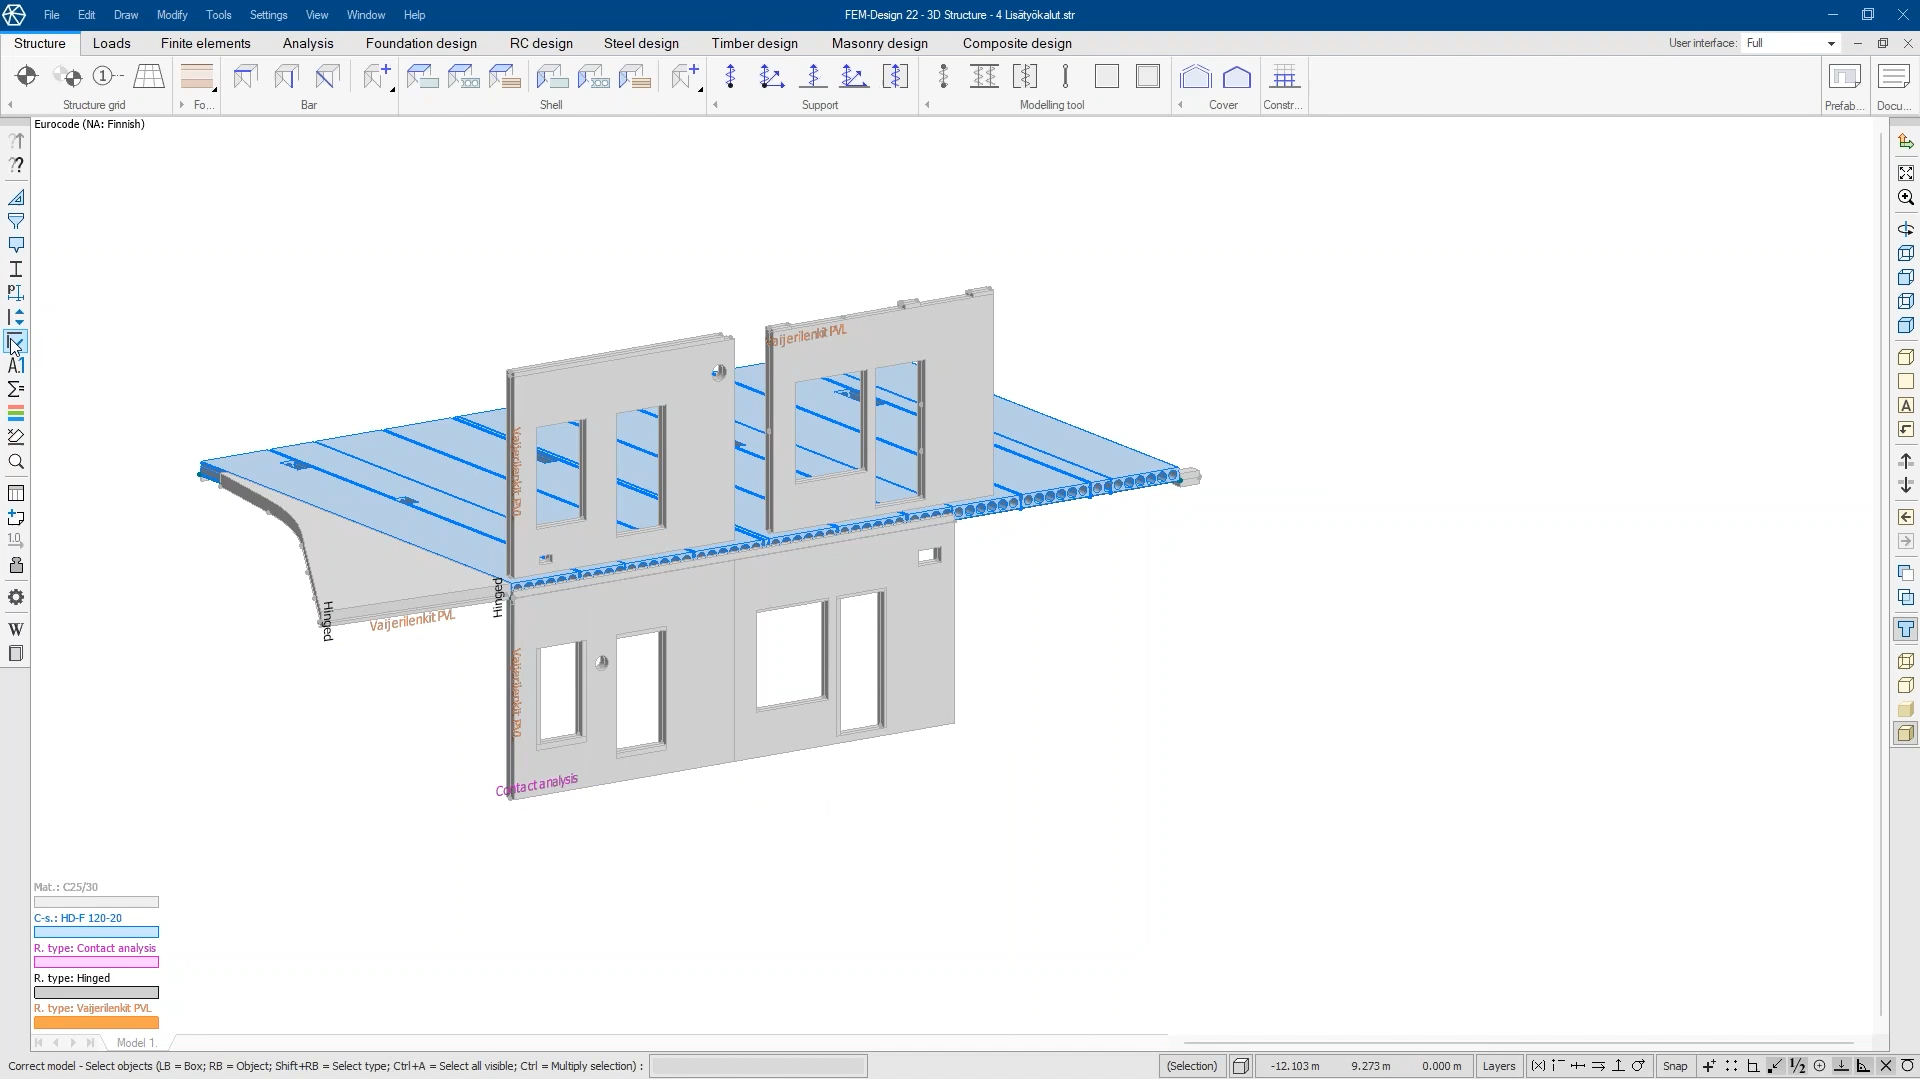 File Edit Draw Modify Tools Settings View Window Help
FEM-Design 22 - 3D Structure - 4 Lisätyökalut.str
Structure Loads Finite elements Analysis Foundation design RC design Steel design Timber design Masonry design Composite design
User interface: Full
Structure grid Fo... Bar Shell Support Modelling tool Cover Constr... Prefab... Docu...
Eurocode (NA: Finnish)
Vaijerilenkit PVL
Vaijerilenkit PVL
Hinged
Hinged
Vaijerilenkit PVL
Vaijerilenkit PVL
Contact analysis
Mat.: C25/30
C-s.: HD-F 120-20
R. type: Contact analysis
R. type: Hinged
R. type: Vaijerilenkit PVL
Model 1
Correct model - Select objects (LB = Box; RB = Object; Shift+RB = Select type; Ctrl+A = Select all visible; Ctrl = Multiply selection) :
(Selection) -12.103 m 9.273 m 0.000 m Layers Snap